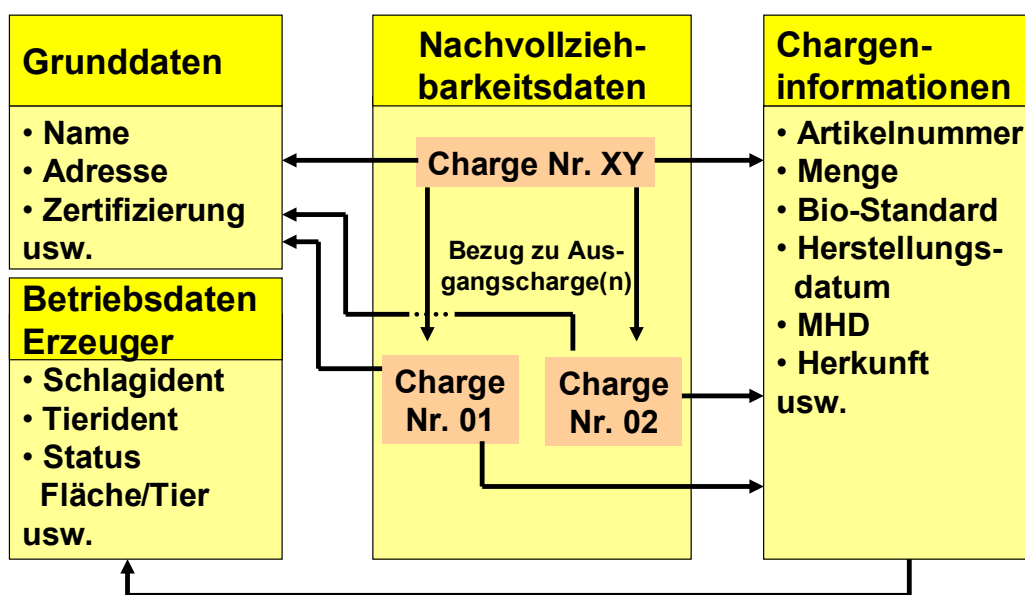 Grunddaten
• Name
• Adresse
• Zertifizierung
usw.
Betriebsdaten
Erzeuger
• Schlagident
• Tierident
• Status
Fläche/Tier
usw.
Nachvollzieh-
barkeitsdaten
Charge Nr. XY
Bezug zu Aus-
gangscharge(n)
Charge
Nr. 01
Charge
Nr. 02
Chargen-
informationen
• Artikelnummer
• Menge
• Bio-Standard
• Herstellungs-
datum
• MHD
• Herkunft
usw.